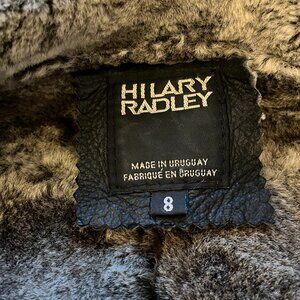 HILARY
RADLEY
MADE IN URUGUAY
FABRIQUÉ EN URUGUAY
8